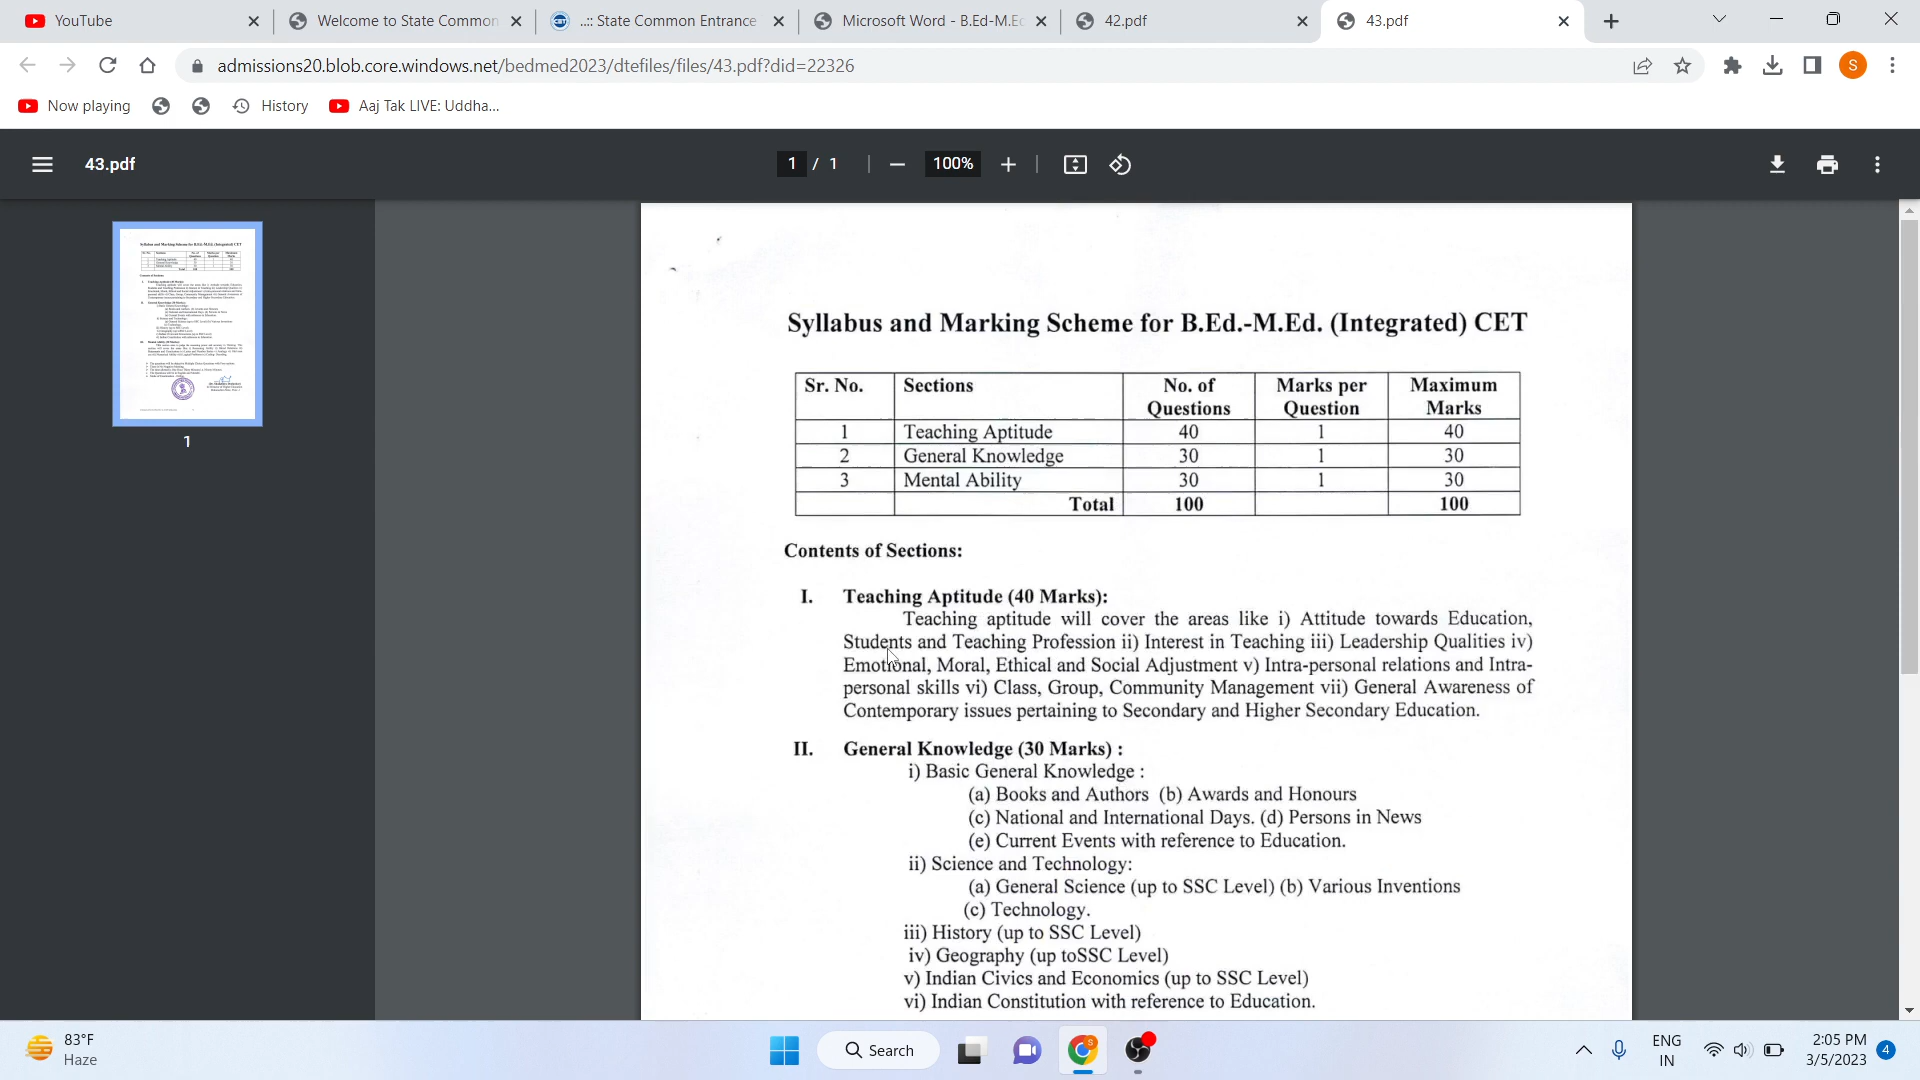 YouTube
Welcome to State Common
..:: State Common Entrance
Microsoft Word - B.Ed-M.Ed
42.pdf
43.pdf
admissions20.blob.core.windows.net/bedmed2023/dtefiles/files/43.pdf?did=22326
S
Now playing
History
Aaj Tak LIVE: Uddha...
43.pdf
1 / 1
100%
1
Syllabus and Marking Scheme for B.Ed.-M.Ed. (Integrated) CET
Sr. No. Sections No. of Questions Marks per Question Maximum Marks
1 Teaching Aptitude 40 1 40
2 General Knowledge 30 1 30
3 Mental Ability 30 1 30
Total 100 100
Contents of Sections:
I. Teaching Aptitude (40 Marks):
Teaching aptitude will cover the areas like i) Attitude towards Education,
Students and Teaching Profession ii) Interest in Teaching iii) Leadership Qualities iv)
Emotional, Moral, Ethical and Social Adjustment v) Intra-personal relations and Intra-
personal skills vi) Class, Group, Community Management vii) General Awareness of
Contemporary issues pertaining to Secondary and Higher Secondary Education.
II. General Knowledge (30 Marks) :
i) Basic General Knowledge :
(a) Books and Authors (b) Awards and Honours
(c) National and International Days. (d) Persons in News
(e) Current Events with reference to Education.
ii) Science and Technology:
(a) General Science (up to SSC Level) (b) Various Inventions
(c) Technology.
iii) History (up to SSC Level)
iv) Geography (up toSSC Level)
v) Indian Civics and Economics (up to SSC Level)
vi) Indian Constitution with reference to Education.
83°F
Haze
Search
ENG
IN
2:05 PM
3/5/2023
4